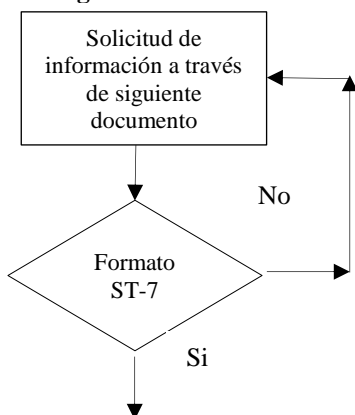 Solicitud de
información a través
de siguiente
documento
No
Formato
ST-7
Si